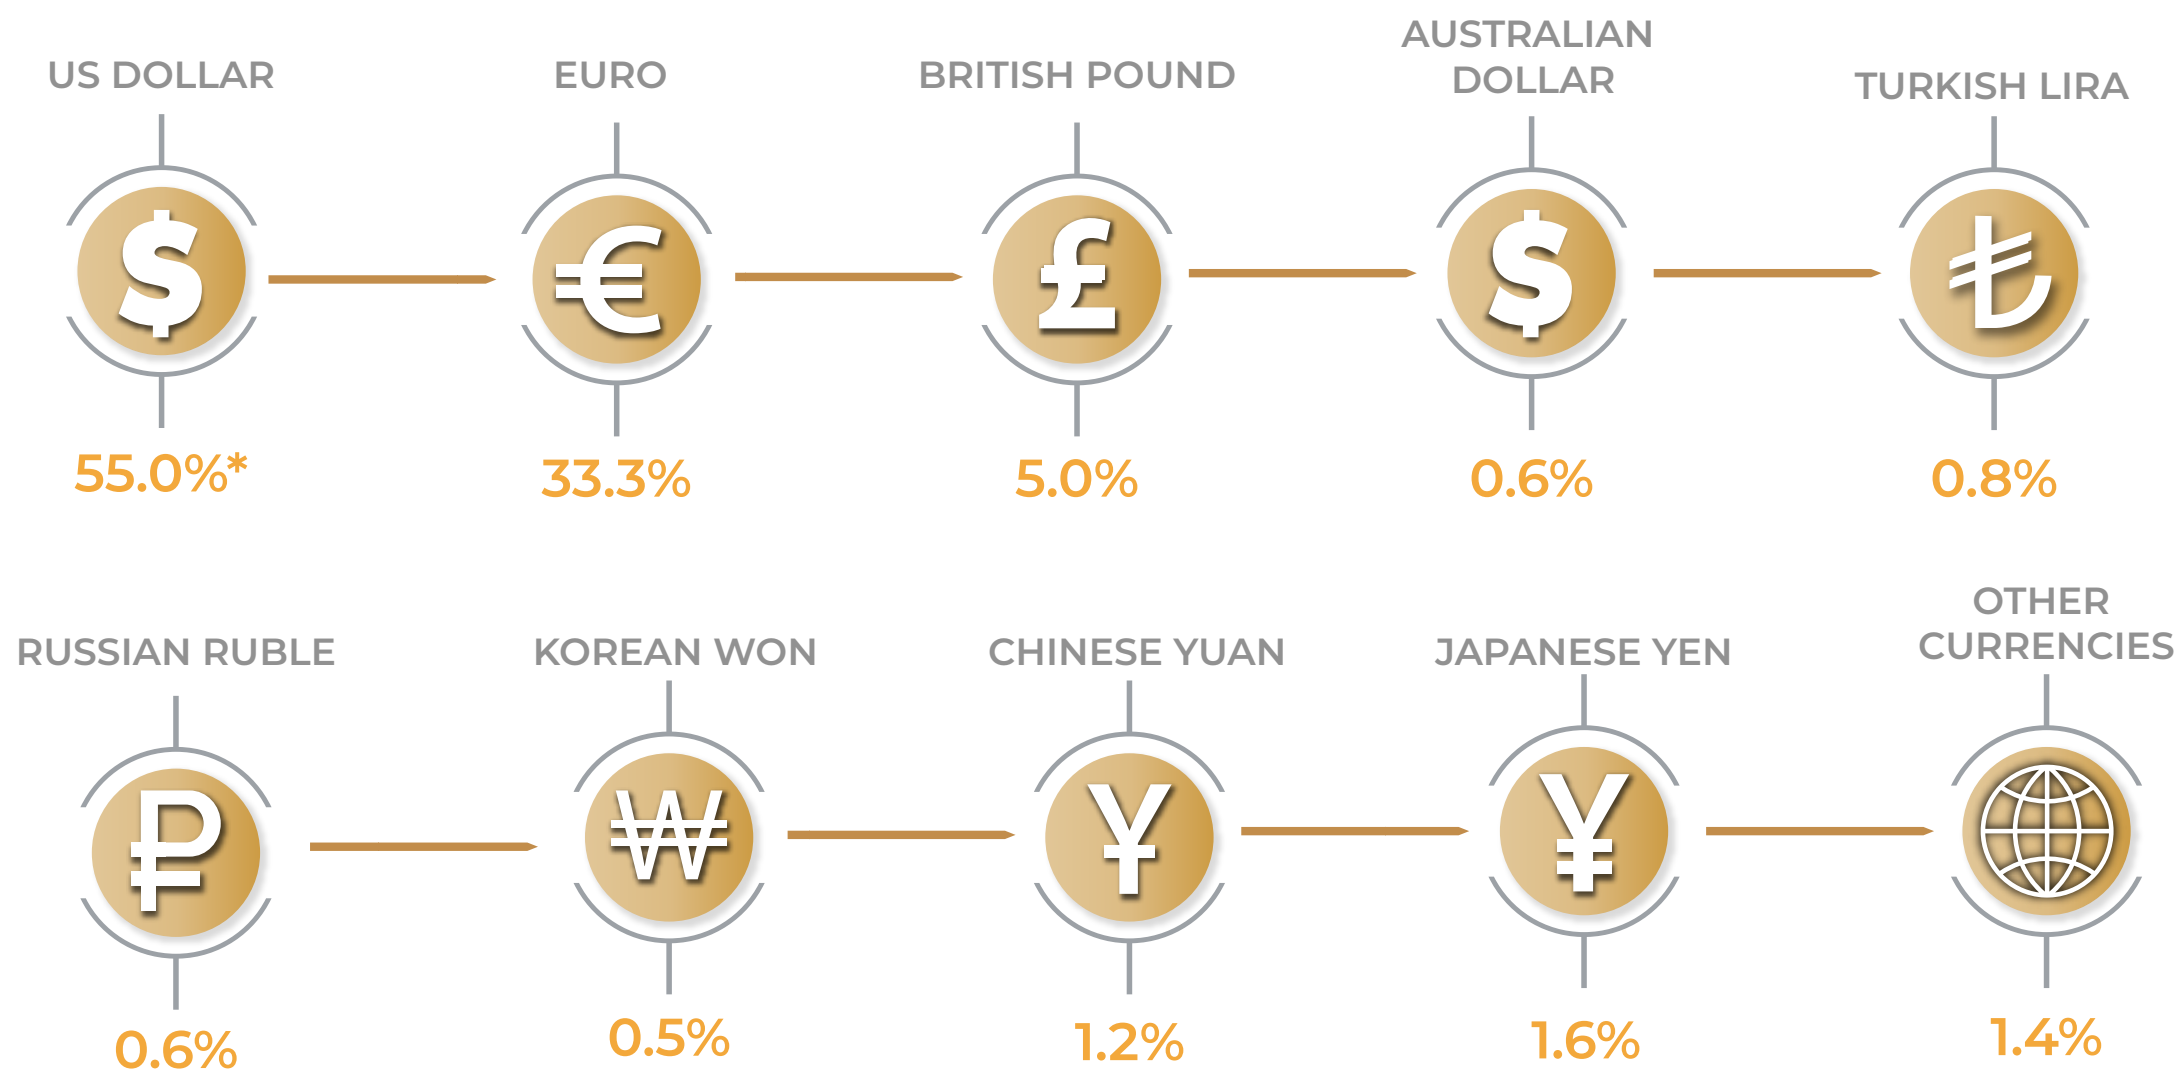 US DOLLAR
EURO
BRITISH POUND
AUSTRALIAN
DOLLAR
TURKISH LIRA
$
€
£
$
₺
55.0%*
33.3%
5.0%
0.6%
0.8%
RUSSIAN RUBLE
KOREAN WON
CHINESE YUAN
JAPANESE YEN
OTHER
CURRENCIES
₽
₩
¥
¥
0.6%
0.5%
1.2%
1.6%
1.4%